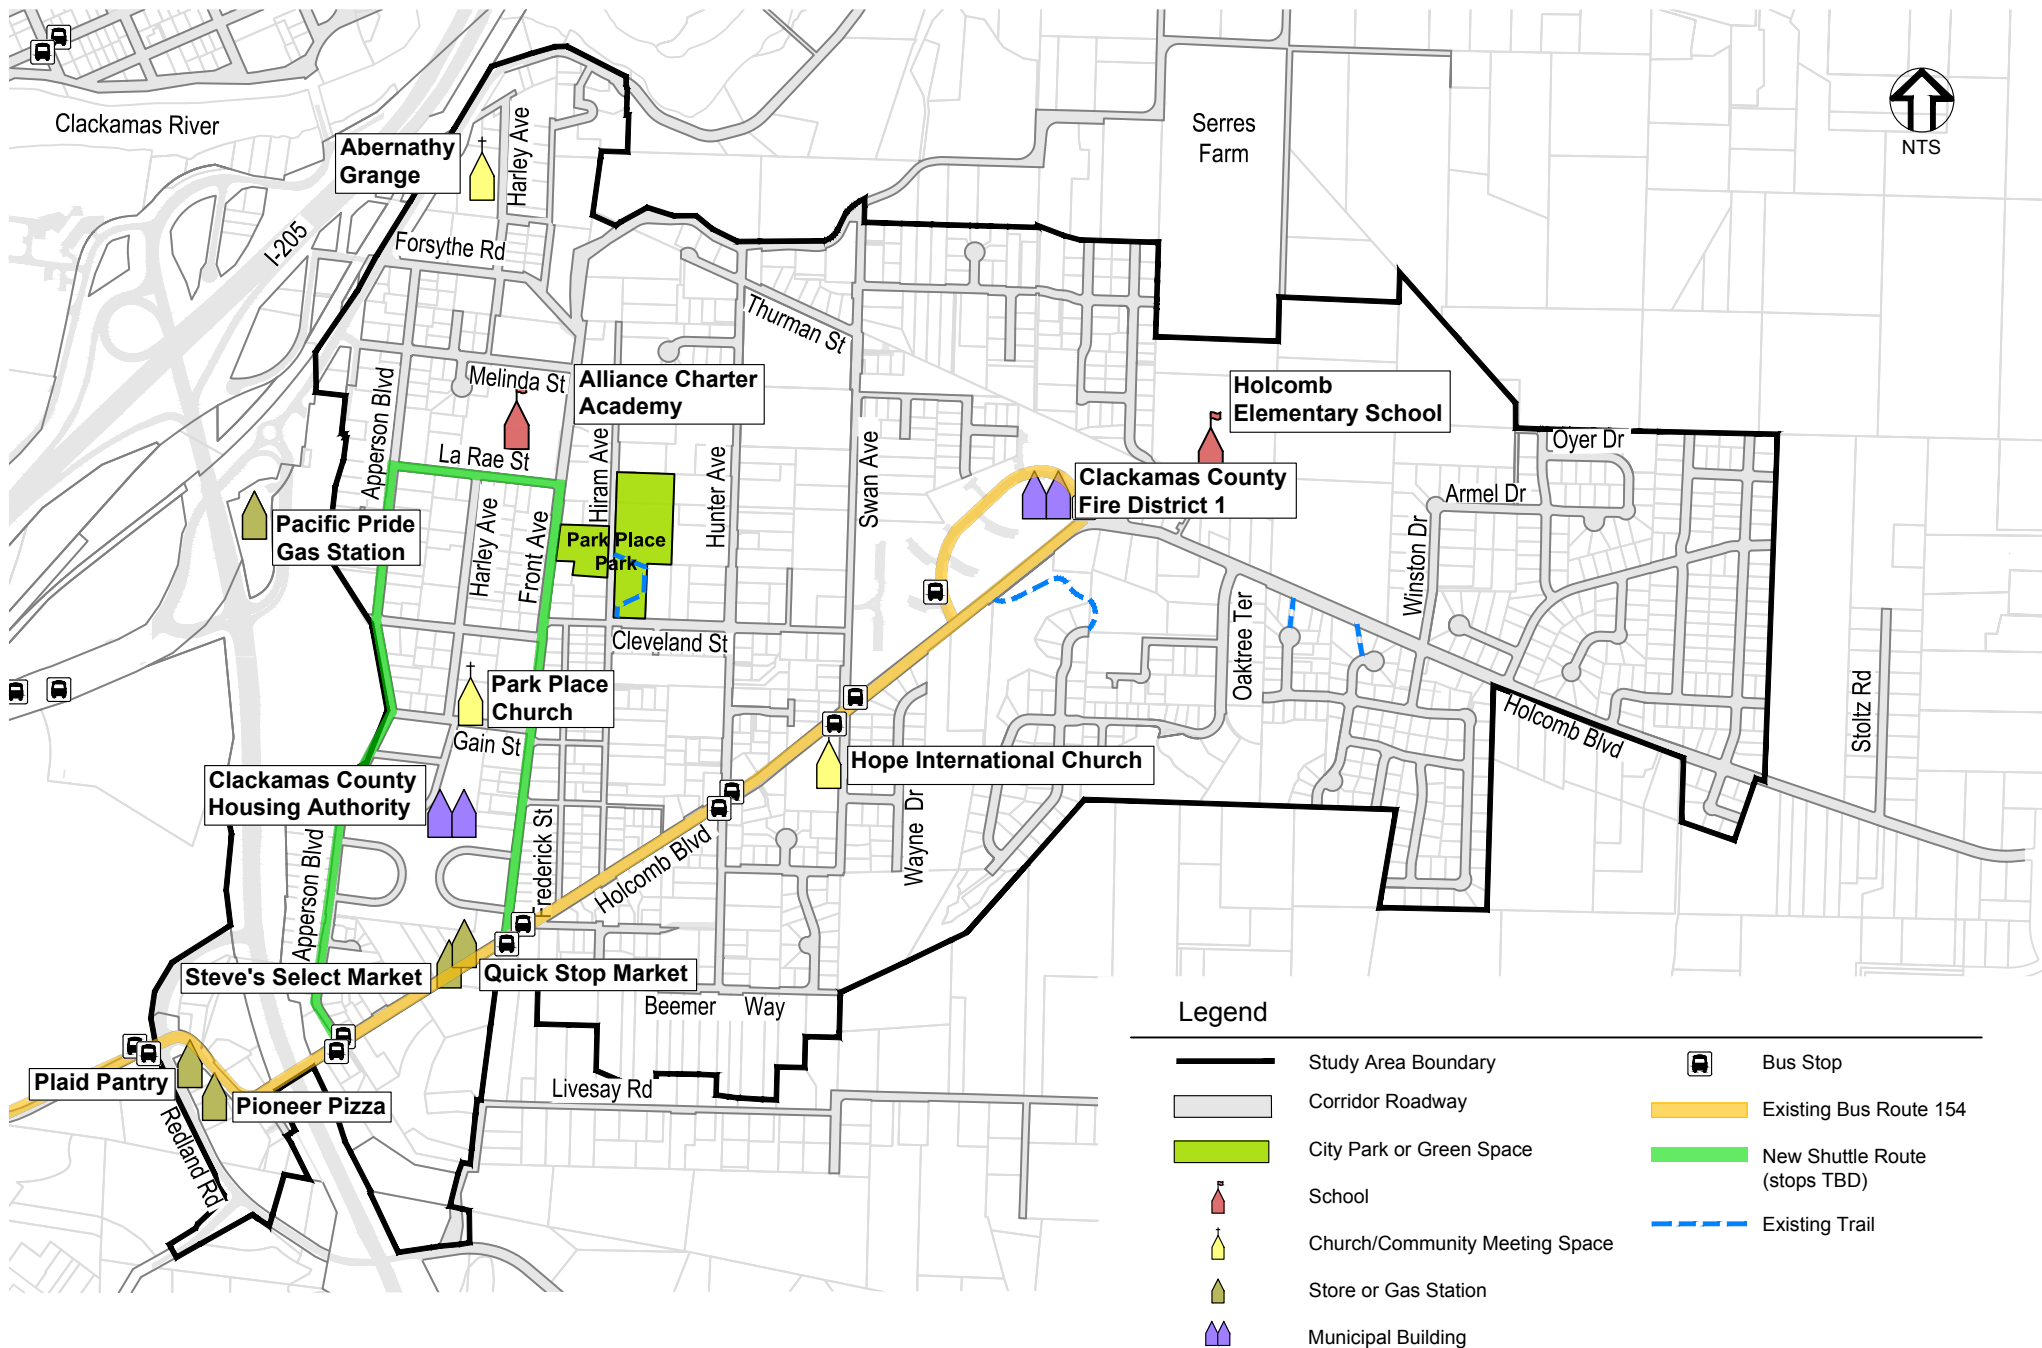 Clackamas River
Abernathy
Grange
Harley Ave
Serres
Farm
NTS
I-205
Forsythe Rd
Thurman St
Melinda St
Alliance Charter
Academy
Apperson Blvd
La Rae St
Hiram Ave
Hunter Ave
Swan Ave
Holcomb
Elementary School
Clackamas County
Fire District 1
Oyer Dr
Armel Dr
Winston Dr
Pacific Pride
Gas Station
Harley Ave
Front Ave
Park Place
Park
Cleveland St
Oaktree Ter
Park Place
Church
Gain St
Holcomb Blvd
Stoltz Rd
Clackamas County
Housing Authority
Hope International Church
Wayne Dr
Frederick St
Holcomb Blvd
Apperson Blvd
Steve's Select Market
Quick Stop Market
Beemer Way
Plaid Pantry
Pioneer Pizza
Livesay Rd
Redland Rd
Legend
Study Area Boundary
Corridor Roadway
City Park or Green Space
School
Church/Community Meeting Space
Store or Gas Station
Municipal Building
Bus Stop
Existing Bus Route 154
New Shuttle Route
(stops TBD)
Existing Trail